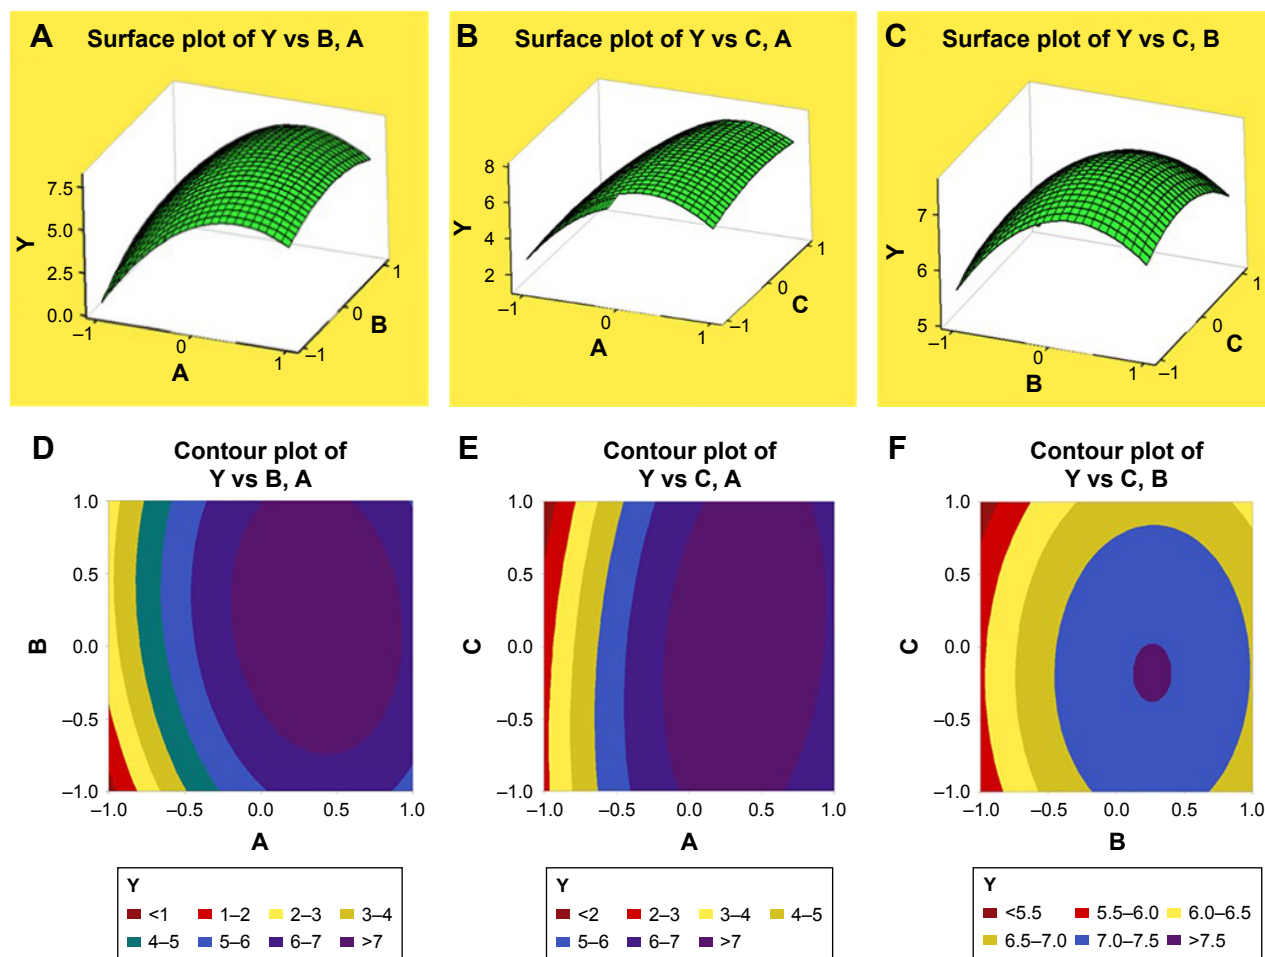 A Surface plot of Y vs B, A
7.5
5.0
2.5
0.0
Y
–1
0
1
A
–1
0
1
B
B Surface plot of Y vs C, A
8
6
4
2
Y
–1
0
1
A
–1
0
1
C
C Surface plot of Y vs C, B
7
6
5
Y
–1
0
1
B
–1
0
1
C
D Contour plot of
Y vs B, A
1.0
0.5
0.0
–0.5
–1.0
B
–1.0 –0.5 0.0 0.5 1.0
A
Y
<1 1–2 2–3 3–4
4–5 5–6 6–7 >7
E Contour plot of
Y vs C, A
1.0
0.5
0.0
–0.5
–1.0
C
–1.0 –0.5 0.0 0.5 1.0
A
Y
<2 2–3 3–4 4–5
5–6 6–7 >7
F Contour plot of
Y vs C, B
1.0
0.5
0.0
–0.5
–1.0
C
–1.0 –0.5 0.0 0.5 1.0
B
Y
<5.5 5.5–6.0 6.0–6.5
6.5–7.0 7.0–7.5 >7.5